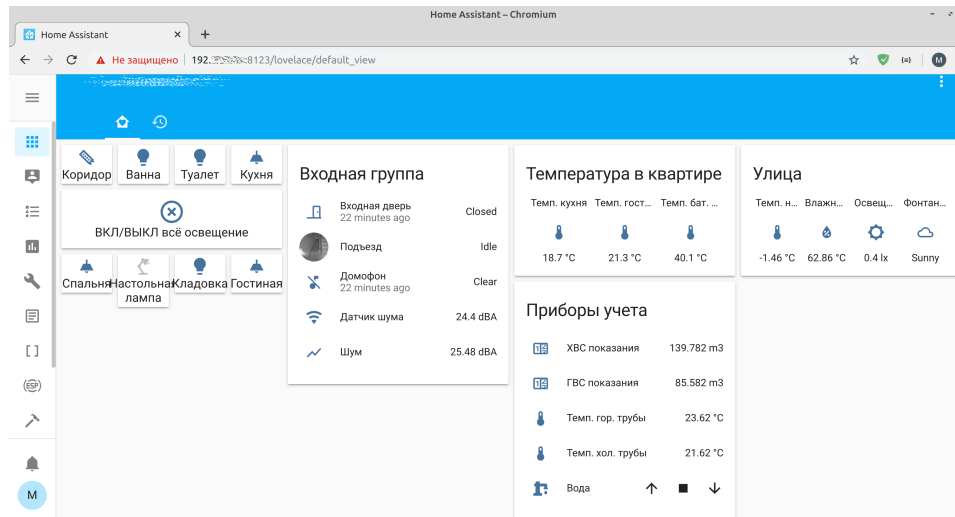 Home Assistant – Chromium
Home Assistant
Не защищено 192. :8123/lovelace/default_view
{a} M
Коридор Ванна Туалет Кухня
ВКЛ/ВЫКЛ всё освещение
Спальня Настольная лампа Кладовка Гостиная
Входная группа
Входная дверь Closed
22 minutes ago
Подъезд Idle
Домофон Clear
22 minutes ago
Датчик шума 24.4 dBA
Шум 25.48 dBA
Температура в квартире
Темп. кухня Темп. гост... Темп. бат. ...
18.7 °C 21.3 °C 40.1 °C
Улица
Темп. н... Влажн... Освещ... Фонтан...
-1.46 °C 62.86 °C 0.4 lx Sunny
Приборы учета
ХВС показания 139.782 m3
ГВС показания 85.582 m3
Темп. гор. трубы 23.62 °C
Темп. хол. трубы 21.62 °C
Вода
[ ]
ESP
M